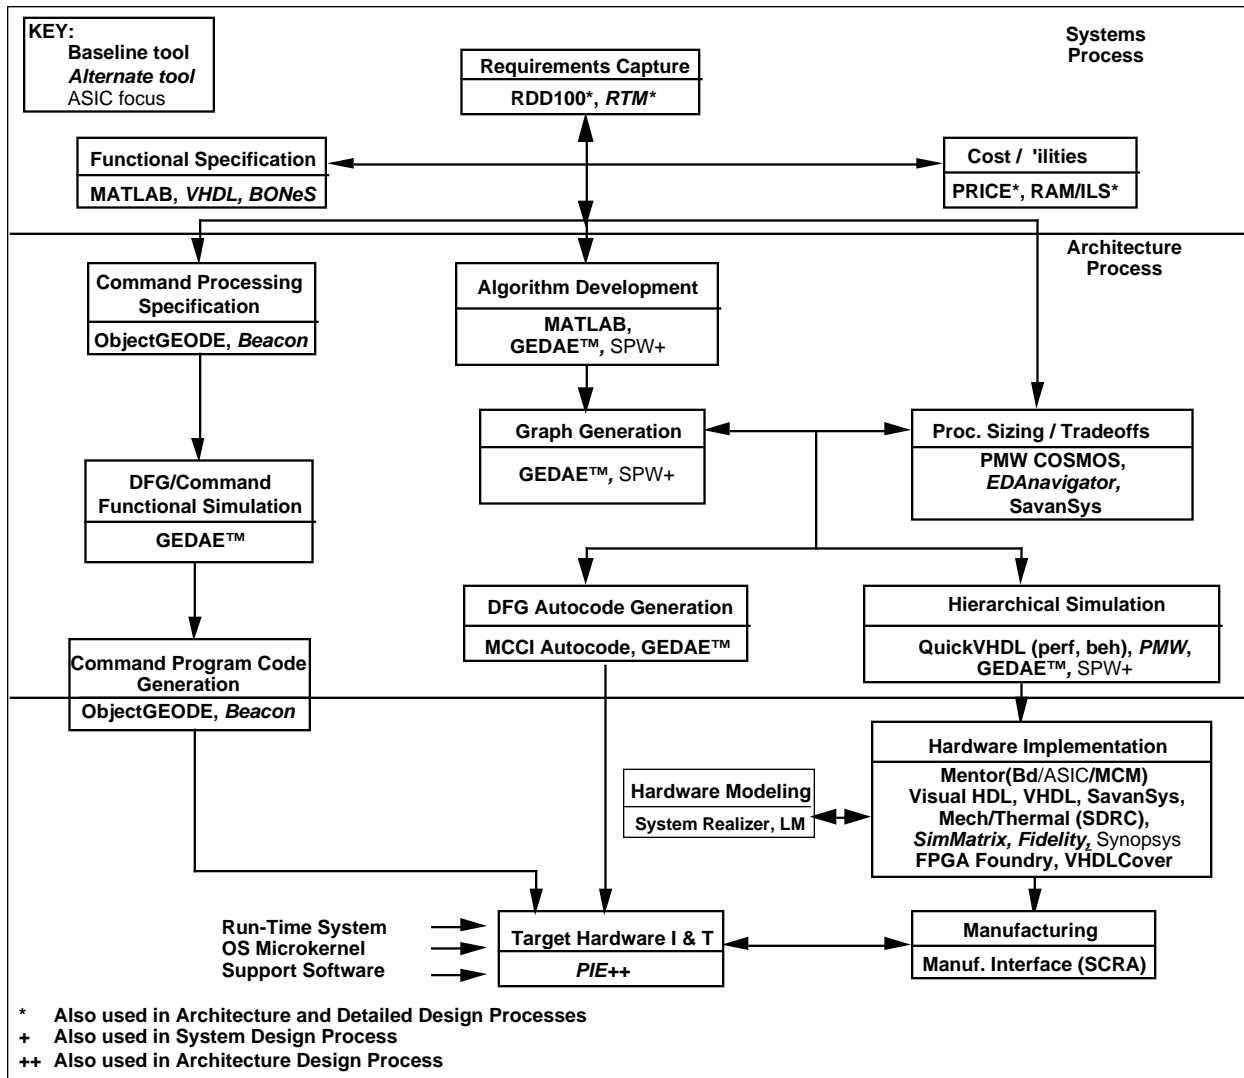 KEY:
Baseline tool
Alternate tool
ASIC focus
Systems
Process
Requirements Capture
RDD100*, RTM*
Functional Specification
MATLAB, VHDL, BONeS
Cost / 'ilities
PRICE*, RAM/ILS*
Architecture
Process
Command Processing
Specification
ObjectGEODE, Beacon
Algorithm Development
MATLAB,
GEDAE™, SPW+
Graph Generation
GEDAE™, SPW+
Proc. Sizing / Tradeoffs
PMW COSMOS,
EDAnavigator,
SavanSys
DFG/Command
Functional Simulation
GEDAE™
DFG Autocode Generation
MCCI Autocode, GEDAE™
Hierarchical Simulation
QuickVHDL (perf, beh), PMW,
GEDAE™, SPW+
Command Program Code
Generation
ObjectGEODE, Beacon
Hardware Implementation
Mentor(Bd/ASIC/MCM)
Visual HDL, VHDL, SavanSys,
Mech/Thermal (SDRC),
SimMatrix, Fidelity, Synopsys
FPGA Foundry, VHDLCover
Hardware Modeling
System Realizer, LM
Run-Time System
OS Microkernel
Support Software
Target Hardware I & T
PIE++
Manufacturing
Manuf. Interface (SCRA)
* Also used in Architecture and Detailed Design Processes
+ Also used in System Design Process
++ Also used in Architecture Design Process